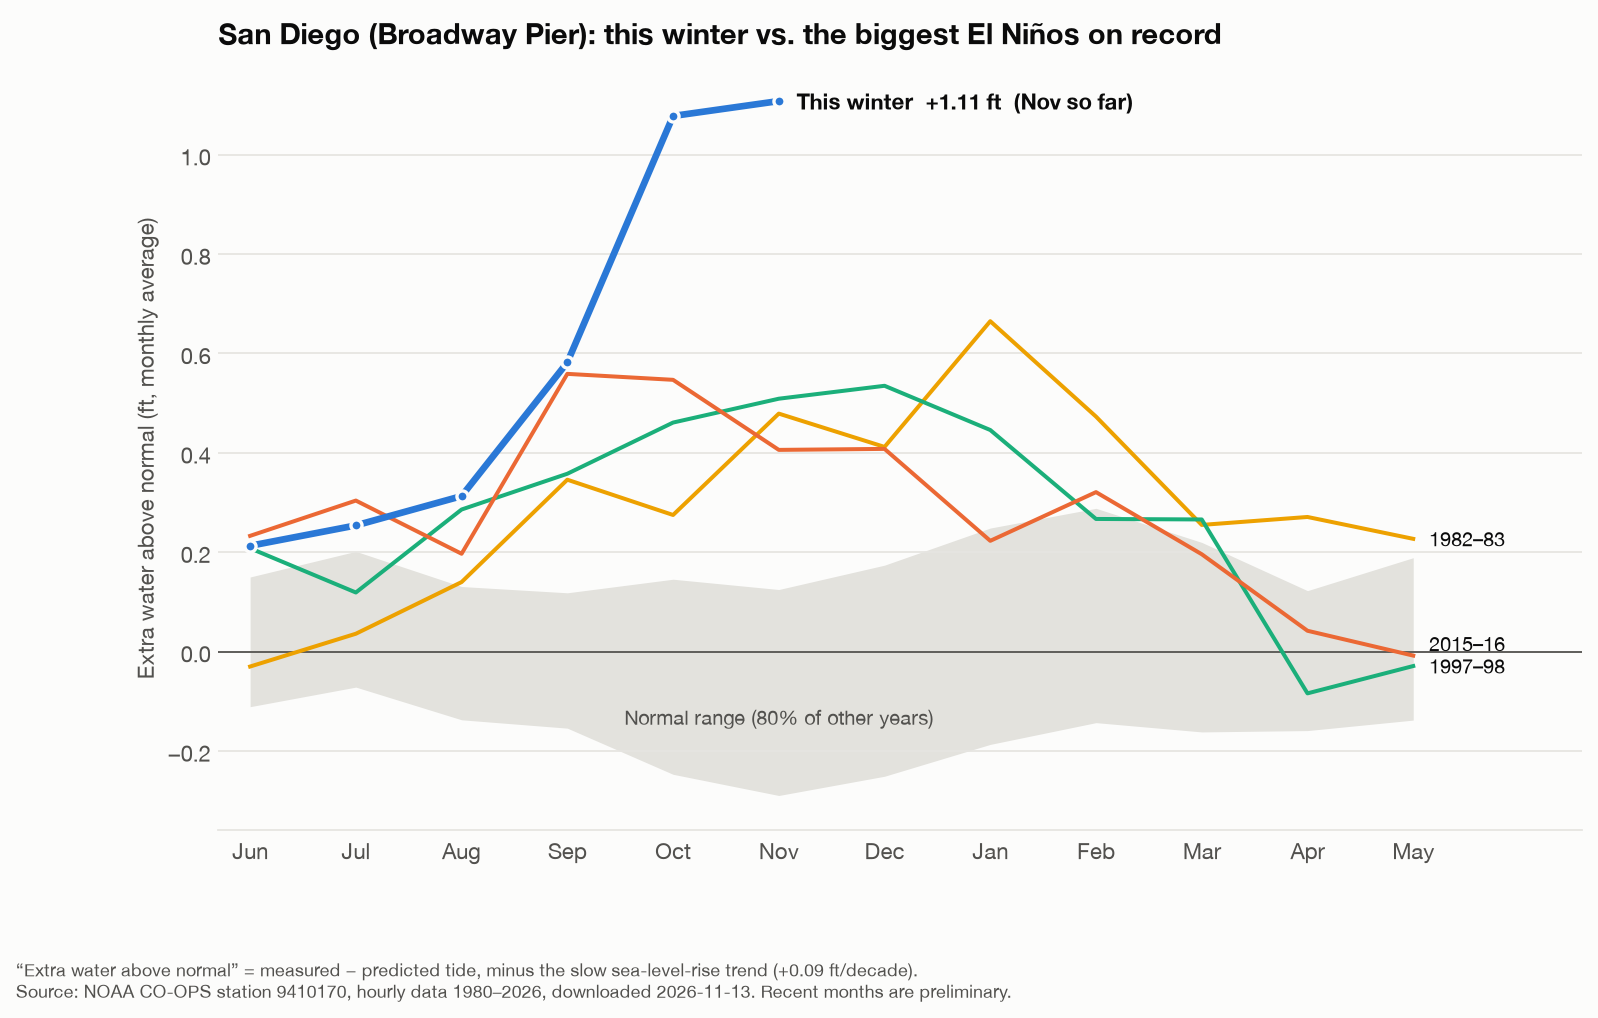 San Diego (Broadway Pier): this winter vs. the biggest El Niños on record
This winter  +1.11 ft  (Nov so far)
Extra water above normal (ft, monthly average)
1.0
0.8
0.6
0.4
0.2
0.0
−0.2
1982–83
2015–16
1997–98
Normal range (80% of other years)
Jun Jul Aug Sep Oct Nov Dec Jan Feb Mar Apr May
“Extra water above normal” = measured − predicted tide, minus the slow sea-level-rise trend (+0.09 ft/decade).
Source: NOAA CO-OPS station 9410170, hourly data 1980–2026, downloaded 2026-11-13. Recent months are preliminary.